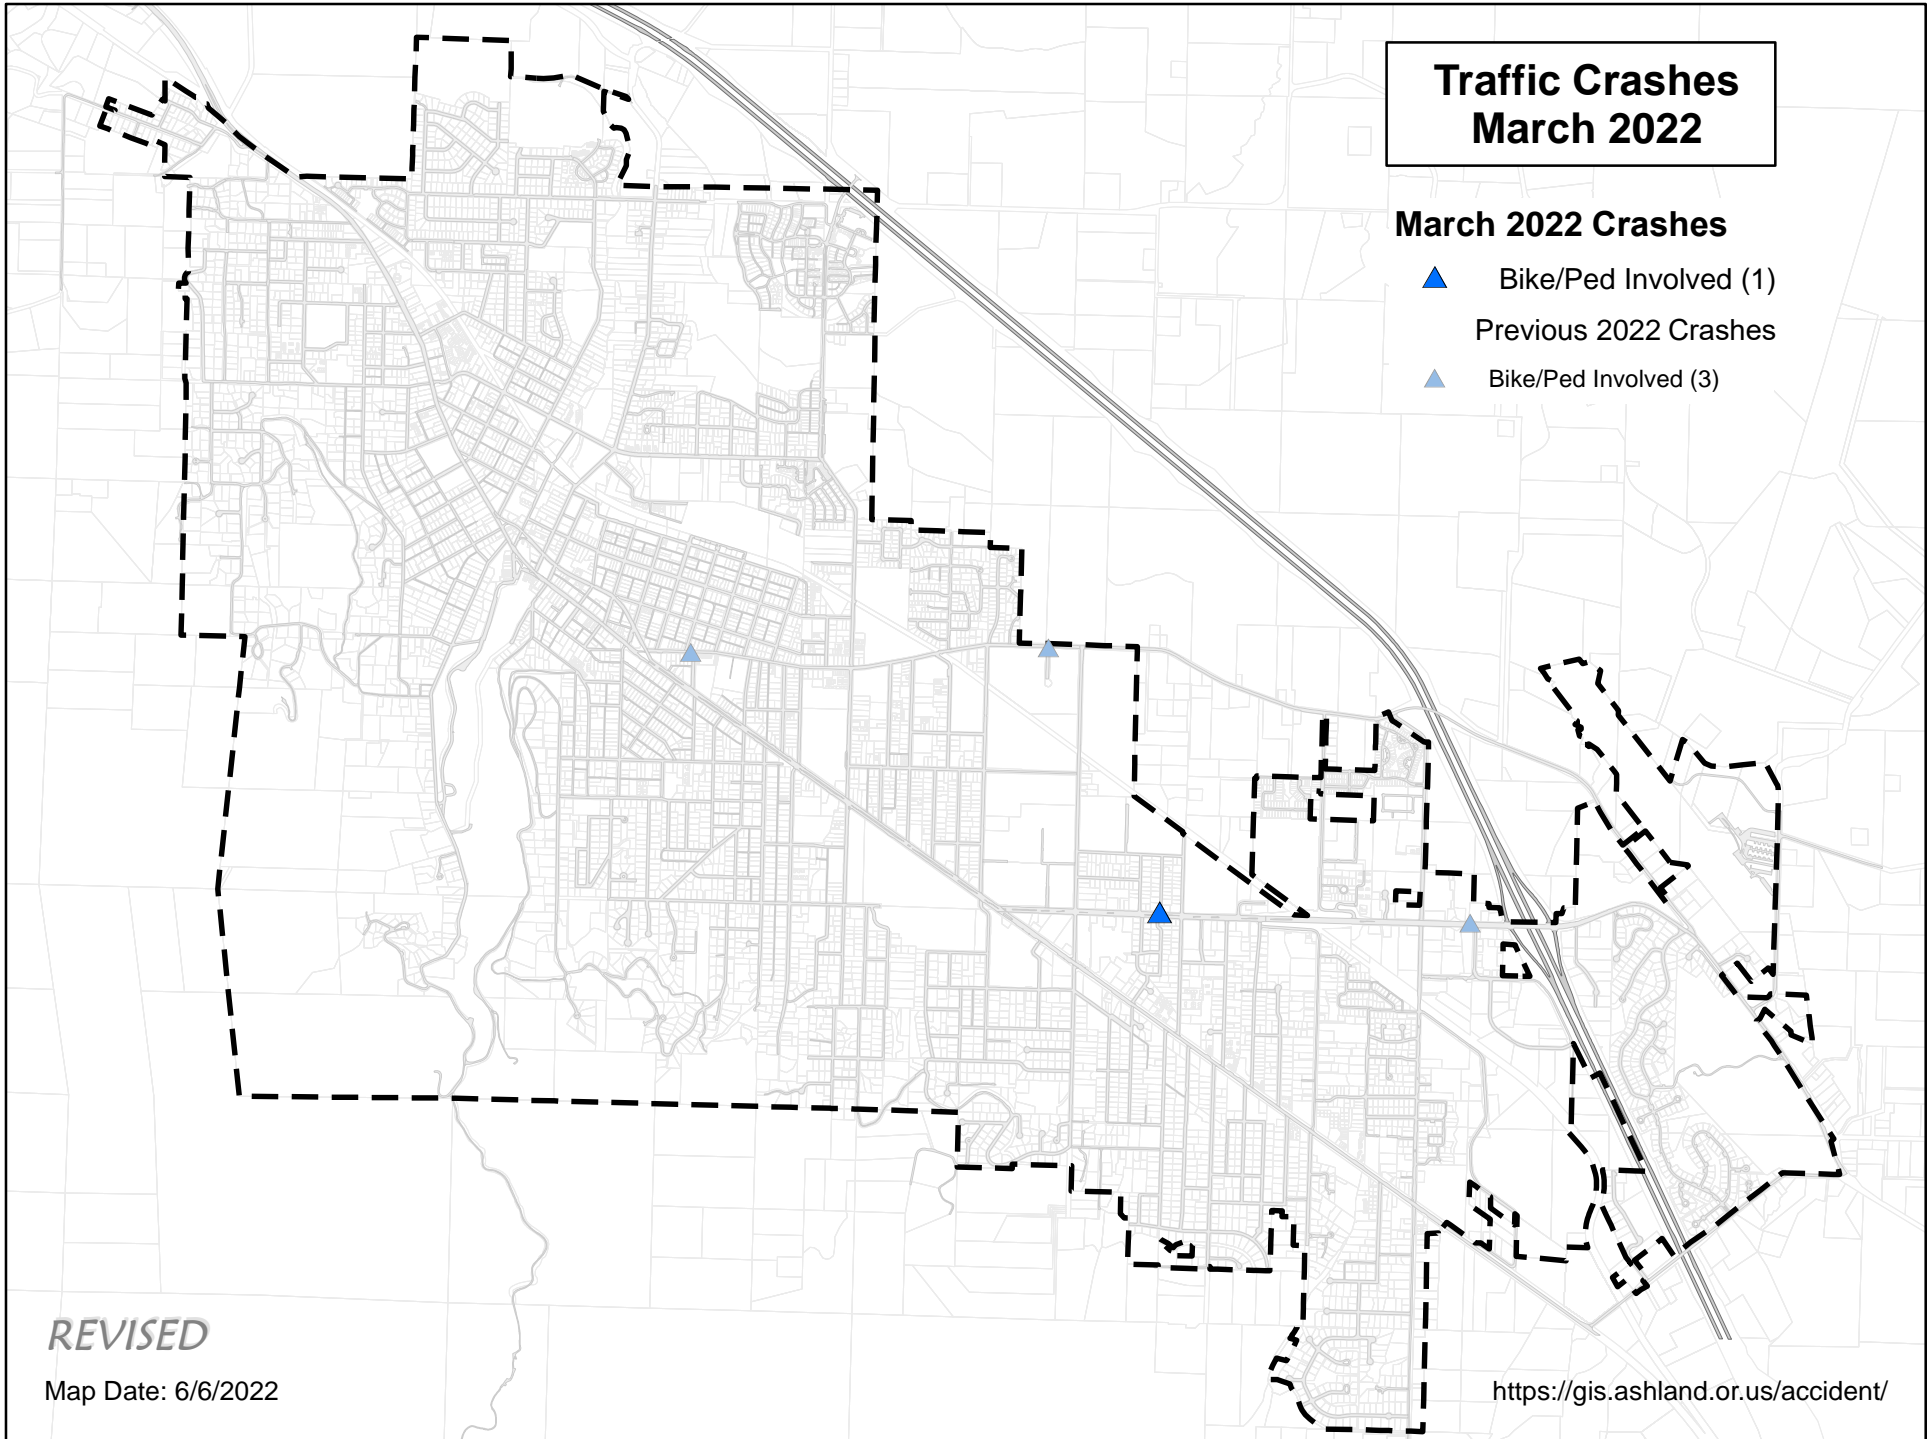 Traffic Crashes
March 2022
March 2022 Crashes
Bike/Ped Involved (1)
Previous 2022 Crashes
Bike/Ped Involved (3)
REVISED
Map Date: 6/6/2022
https://gis.ashland.or.us/accident/